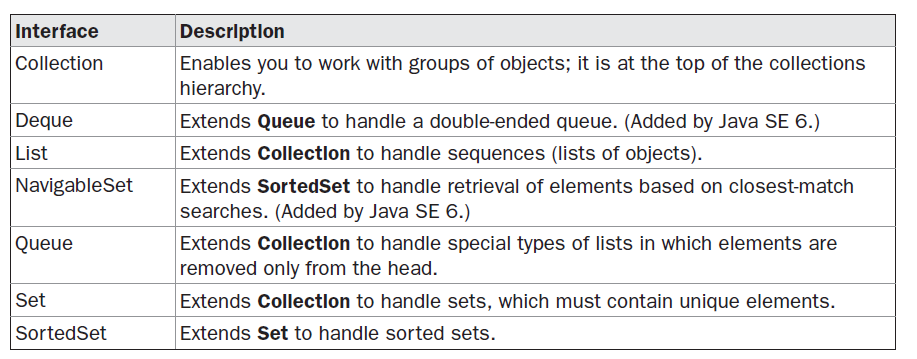 Interface Description
Collection Enables you to work with groups of objects; it is at the top of the collections
hierarchy.
Deque Extends Queue to handle a double-ended queue. (Added by Java SE 6.)
List Extends Collection to handle sequences (lists of objects).
NavigableSet Extends SortedSet to handle retrieval of elements based on closest-match
searches. (Added by Java SE 6.)
Queue Extends Collection to handle special types of lists in which elements are
removed only from the head.
Set Extends Collection to handle sets, which must contain unique elements.
SortedSet Extends Set to handle sorted sets.